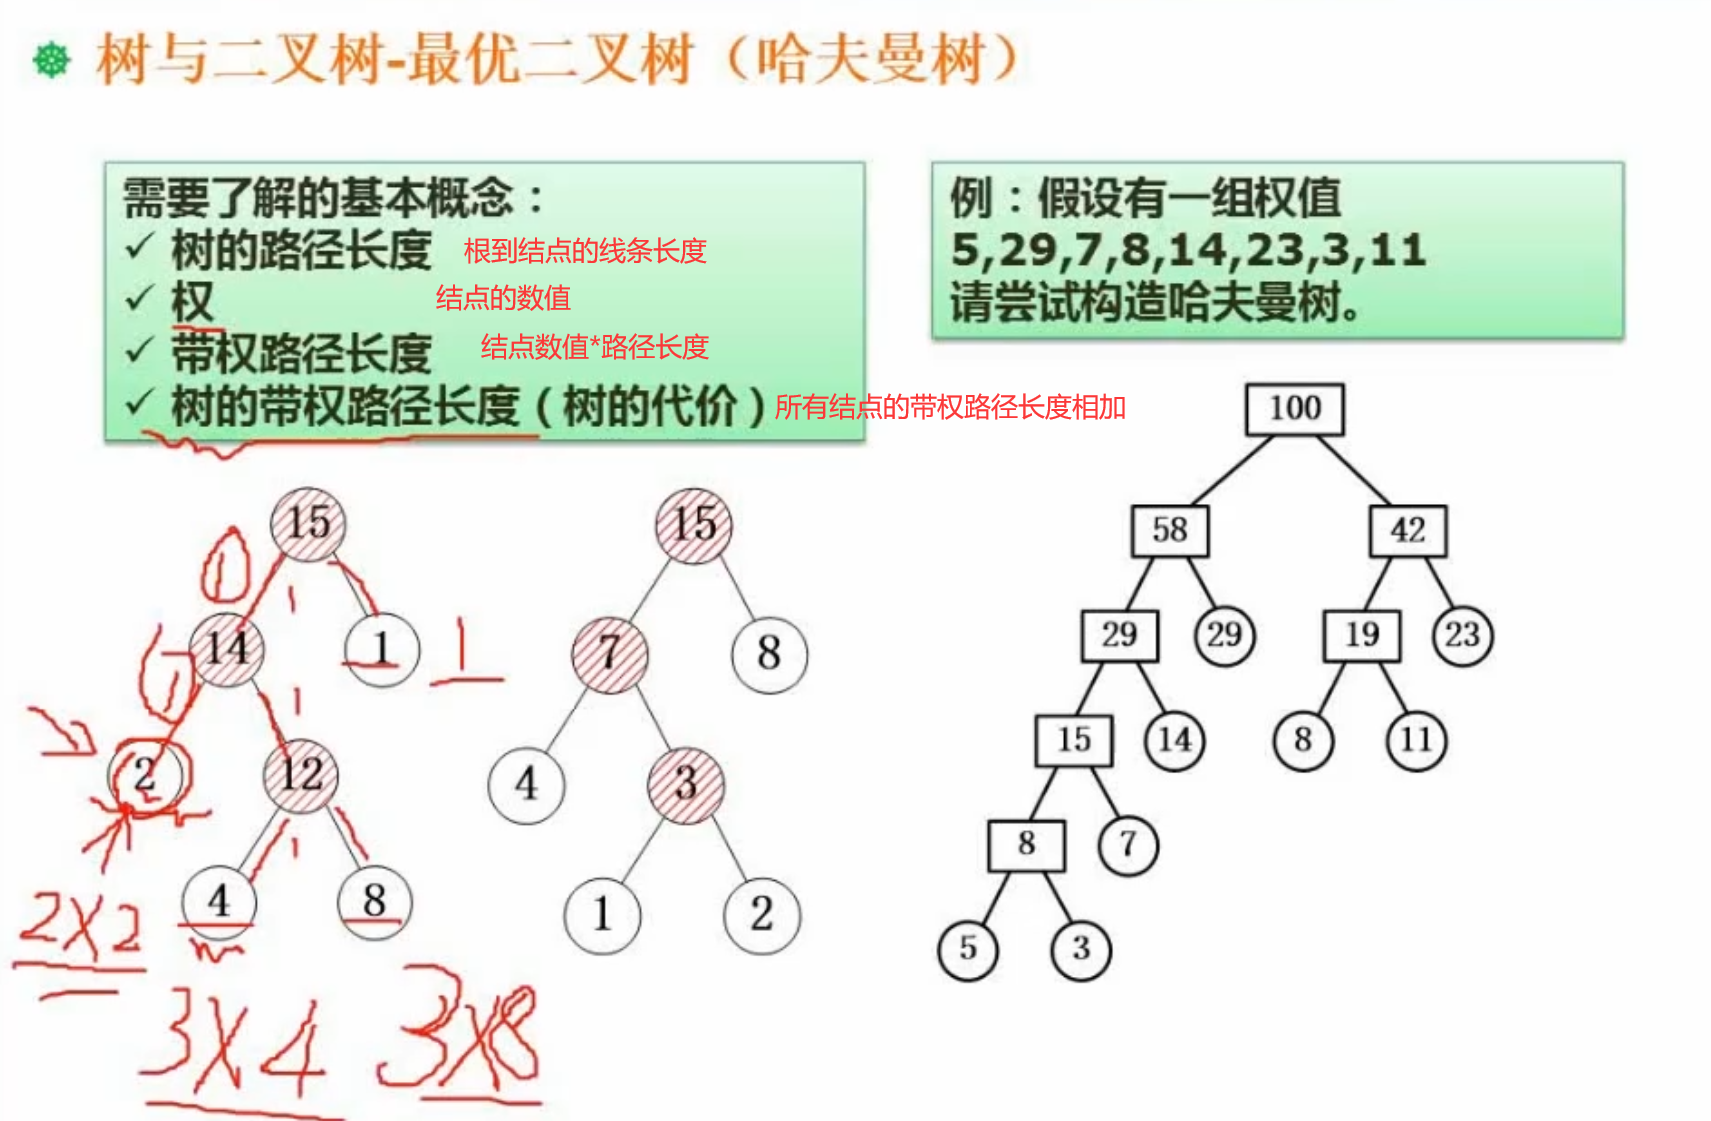 树与二叉树-最优二叉树（哈夫曼树）
需要了解的基本概念：
✓ 树的路径长度 根到结点的线条长度
✓ 权 结点的数值
✓ 带权路径长度 结点数值*路径长度
✓ 树的带权路径长度（树的代价） 所有结点的带权路径长度相加
例：假设有一组权值
5,29,7,8,14,23,3,11
请尝试构造哈夫曼树。
15
14 1 1
2 12
4 8
2X2
3X4 3X8
15
7 8
4 3
1 2
100
58 42
29 29 19 23
15 14 8 11
8 7
5 3